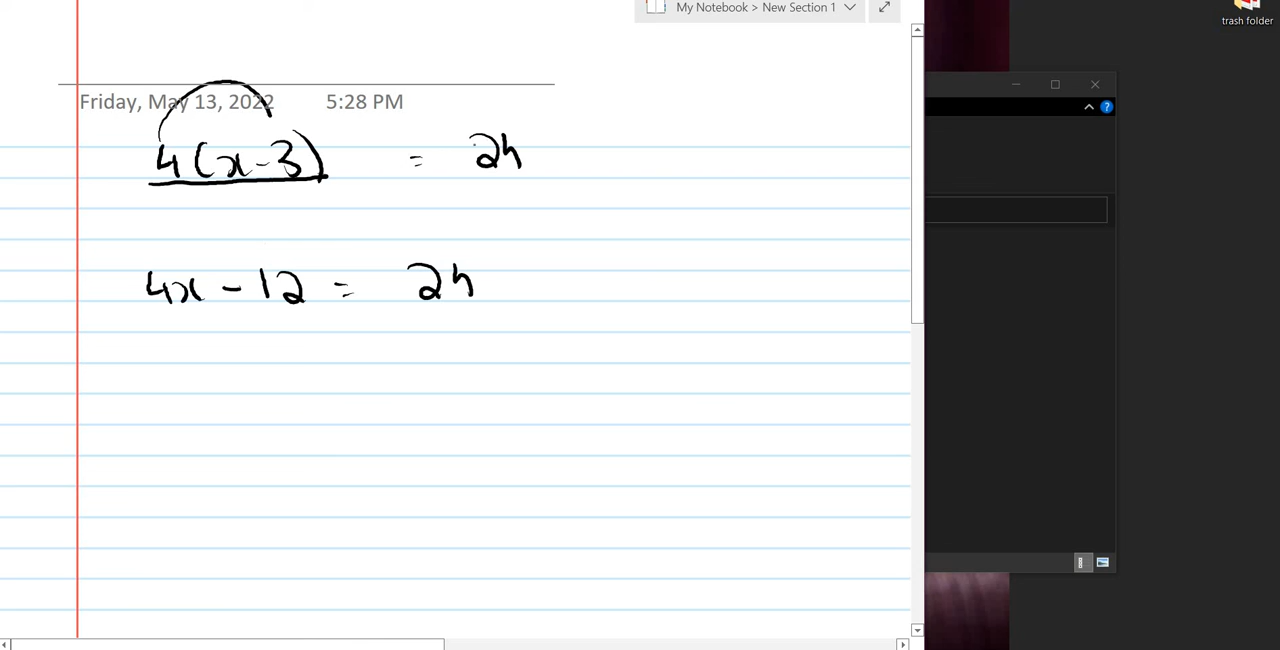 My Notebook > New Section 1
trash folder
Friday, May 13, 2022 5:28 PM
4(x-3) = 24
4x - 12 = 24